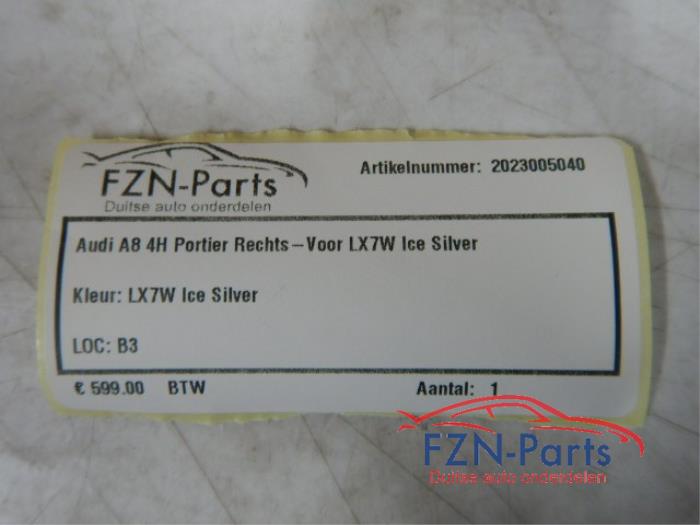 FZN-Parts
Duitse auto onderdelen
Artikelnummer: 2023005040
Audi A8 4H Portier Rechts-Voor LX7W Ice Silver
Kleur: LX7W Ice Silver
LOC: B3
€ 599.00 BTW Aantal: 1
FZN-Parts
Duitse auto onderdelen